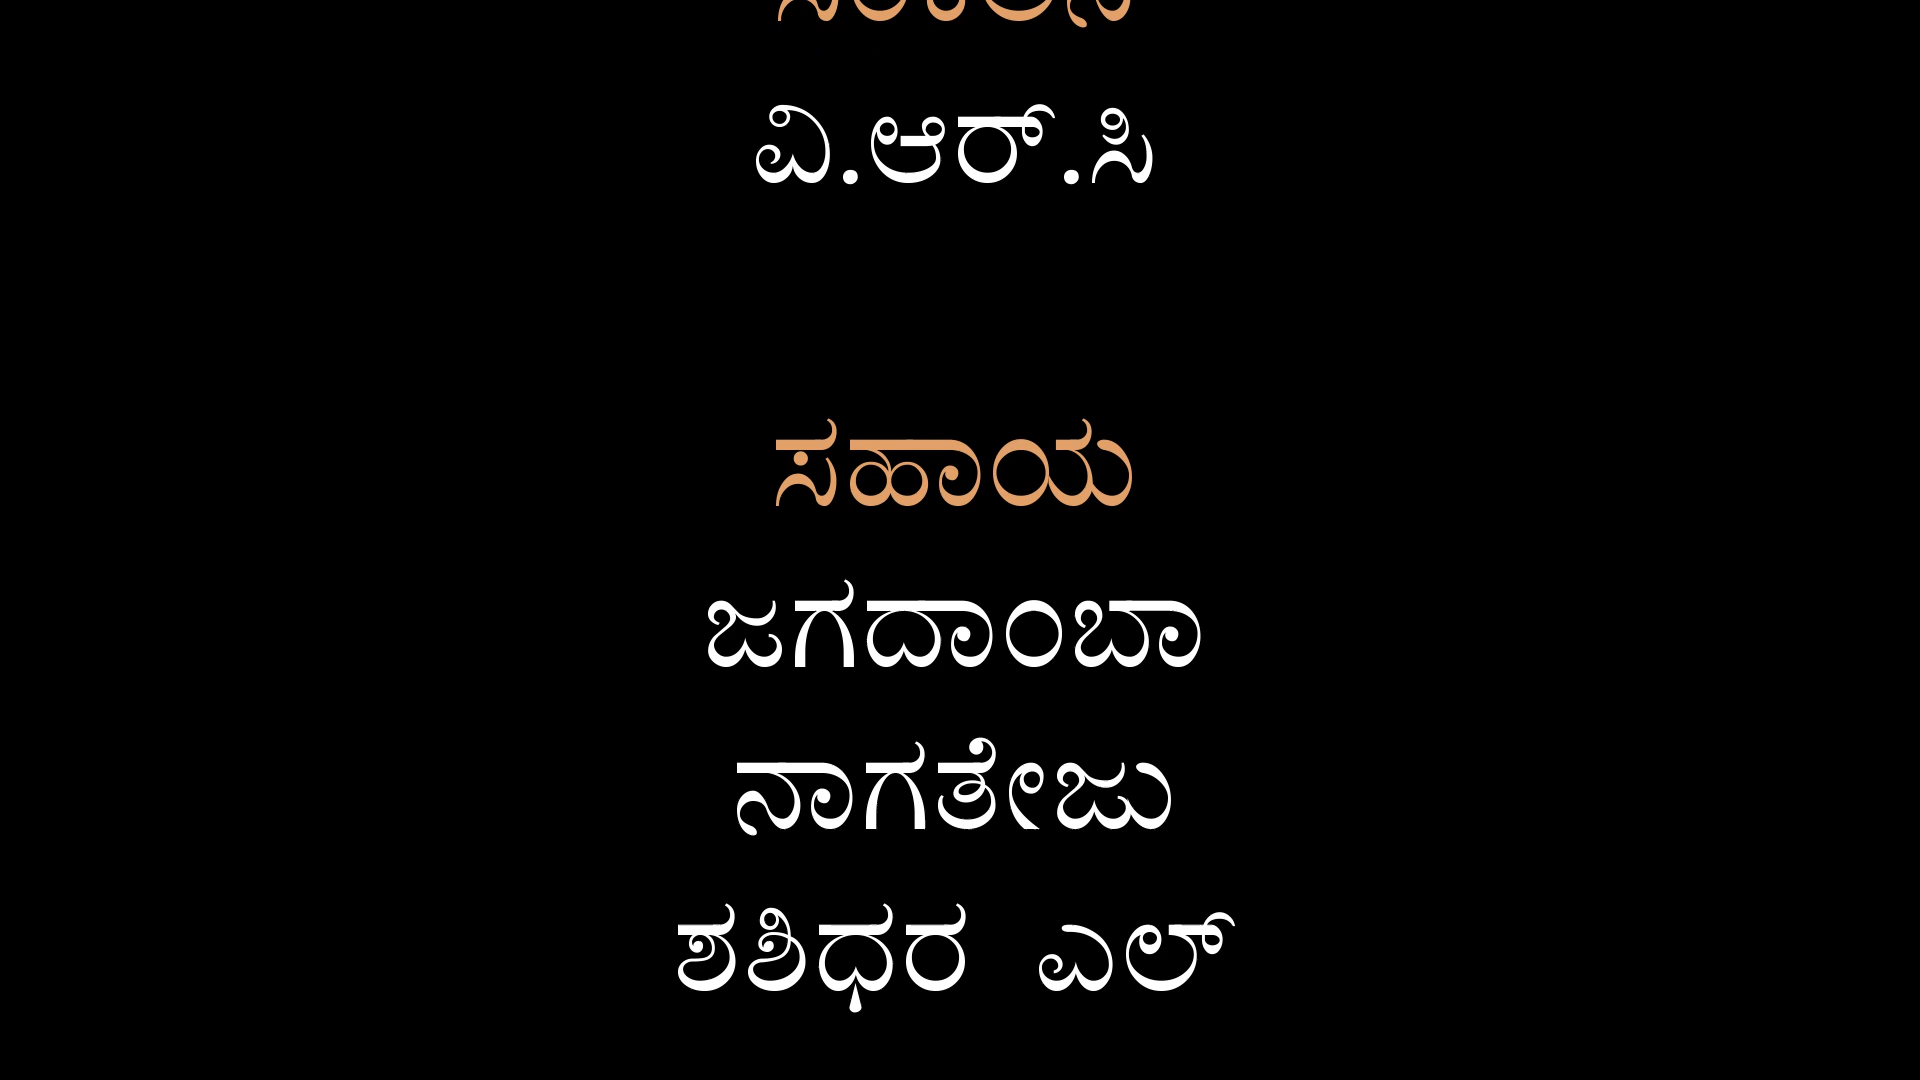 ವಿ.ಆರ್.ಸಿ
ಸಹಾಯ
ಜಗದಾಂಬಾ
ನಾಗತೇಜು
ಶಶಿಧರ ಎಲ್